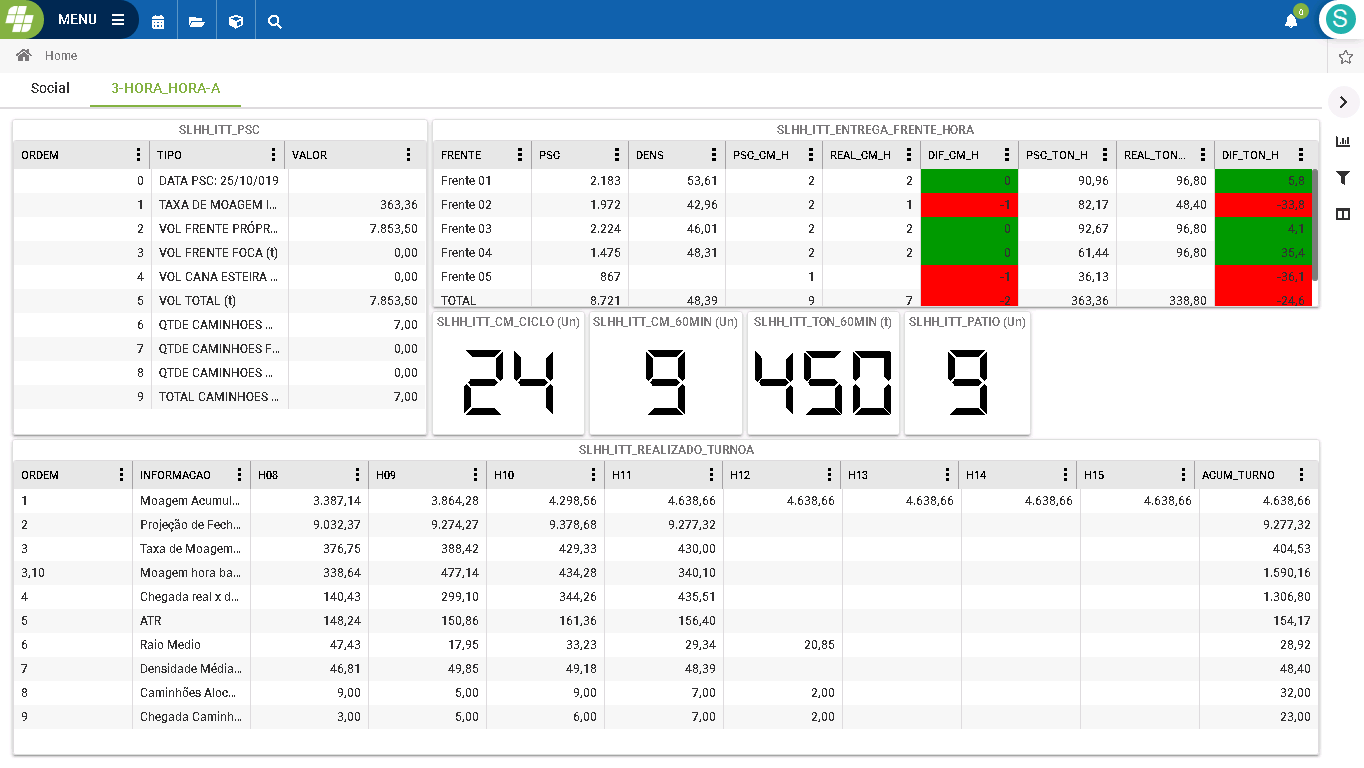 MENU
0
S
Home
Social 3-HORA_HORA-A
SLHH_ITT_PSC
ORDEM TIPO VALOR
0 DATA PSC: 25/10/019
1 TAXA DE MOAGEM I... 363,36
2 VOL FRENTE PRÓPR... 7.853,50
3 VOL FRENTE FOCA (t) 0,00
4 VOL CANA ESTEIRA ... 0,00
5 VOL TOTAL (t) 7.853,50
6 QTDE CAMINHOES ... 7,00
7 QTDE CAMINHOES F... 0,00
8 QTDE CAMINHOES ... 0,00
9 TOTAL CAMINHOES ... 7,00
SLHH_ITT_ENTREGA_FRENTE_HORA
FRENTE PSC DENS PSC_CM_H REAL_CM_H DIF_CM_H PSC_TON_H REAL_TON... DIF_TON_H
Frente 01 2.183 53,61 2 2 0 90,96 96,80 5,8
Frente 02 1.972 42,96 2 1 -1 82,17 48,40 -33,8
Frente 03 2.224 46,01 2 2 0 92,67 96,80 4,1
Frente 04 1.475 48,31 2 2 0 61,44 96,80 35,4
Frente 05 867 1 -1 36,13 -36,1
TOTAL 8.721 48,39 9 7 -2 363,36 338,80 -24,6
SLHH_ITT_CM_CICLO (Un)
24
SLHH_ITT_CM_60MIN (Un)
9
SLHH_ITT_TON_60MIN (t)
450
SLHH_ITT_PATIO (Un)
9
SLHH_ITT_REALIZADO_TURNOA
ORDEM INFORMACAO H08 H09 H10 H11 H12 H13 H14 H15 ACUM_TURNO
1 Moagem Acumul... 3.387,14 3.864,28 4.298,56 4.638,66 4.638,66 4.638,66 4.638,66 4.638,66 4.638,66
2 Projeção de Fech... 9.032,37 9.274,27 9.378,68 9.277,32 9.277,32
3 Taxa de Moagem... 376,75 388,42 429,33 430,00 404,53
3,10 Moagem hora ba... 338,64 477,14 434,28 340,10 1.590,16
4 Chegada real x d... 140,43 299,10 344,26 435,51 1.306,80
5 ATR 148,24 150,86 161,36 156,40 154,17
6 Raio Medio 47,43 17,95 33,23 29,34 20,85 28,92
7 Densidade Média... 46,81 49,85 49,18 48,39 48,40
8 Caminhões Aloc... 9,00 5,00 9,00 7,00 2,00 32,00
9 Chegada Caminh... 3,00 5,00 6,00 7,00 2,00 23,00